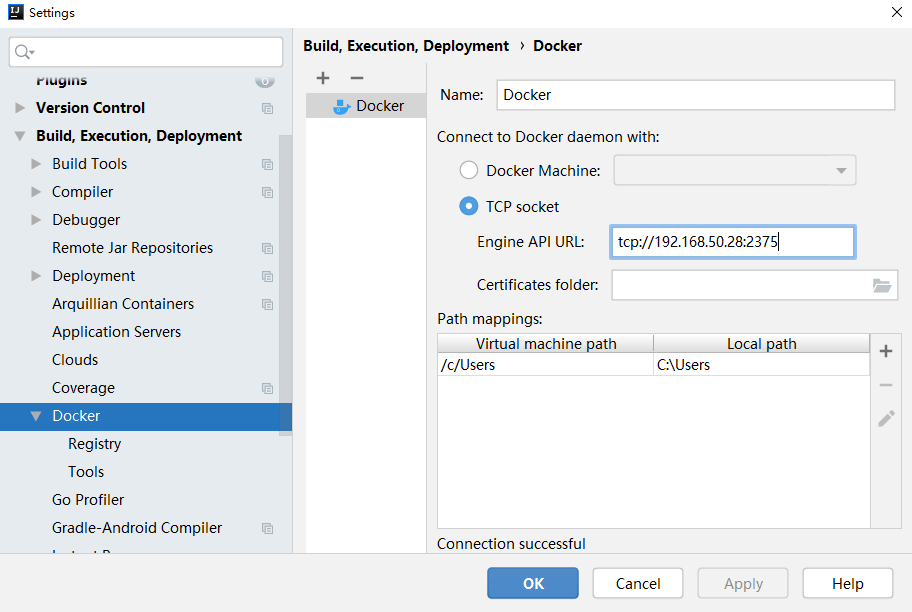 Settings
Build, Execution, Deployment › Docker
Plugins
Version Control
Build, Execution, Deployment
Build Tools
Compiler
Debugger
Remote Jar Repositories
Deployment
Arquillian Containers
Application Servers
Clouds
Coverage
Docker
Registry
Tools
Go Profiler
Gradle-Android Compiler
Docker
Name: Docker
Connect to Docker daemon with:
Docker Machine:
TCP socket
Engine API URL: tcp://192.168.50.28:2375
Certificates folder:
Path mappings:
Virtual machine path Local path
/c/Users C:\Users
Connection successful
OK Cancel Apply Help